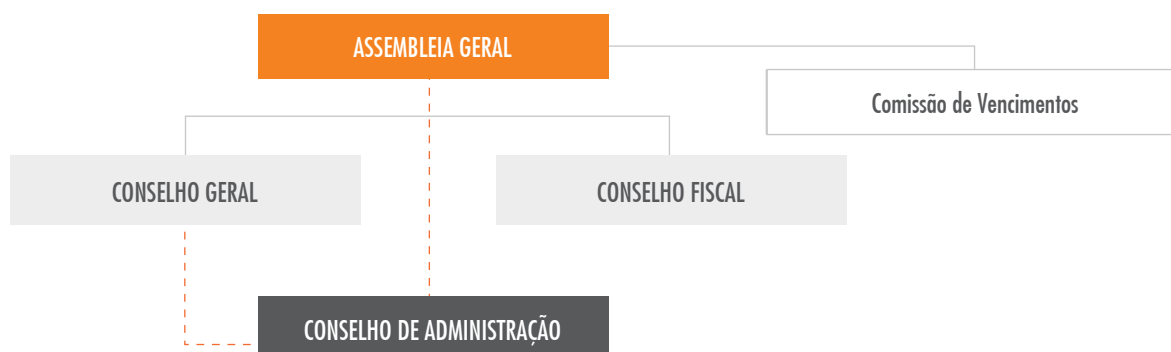 ASSEMBLEIA GERAL
Comissão de Vencimentos
CONSELHO GERAL
CONSELHO FISCAL
CONSELHO DE ADMINISTRAÇÃO